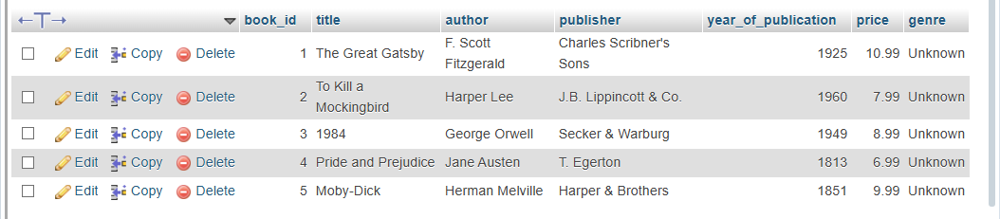 book_id title author publisher year_of_publication price genre
Edit Copy Delete 1 The Great Gatsby F. Scott Fitzgerald Charles Scribner's Sons 1925 10.99 Unknown
Edit Copy Delete 2 To Kill a Mockingbird Harper Lee J.B. Lippincott & Co. 1960 7.99 Unknown
Edit Copy Delete 3 1984 George Orwell Secker & Warburg 1949 8.99 Unknown
Edit Copy Delete 4 Pride and Prejudice Jane Austen T. Egerton 1813 6.99 Unknown
Edit Copy Delete 5 Moby-Dick Herman Melville Harper & Brothers 1851 9.99 Unknown